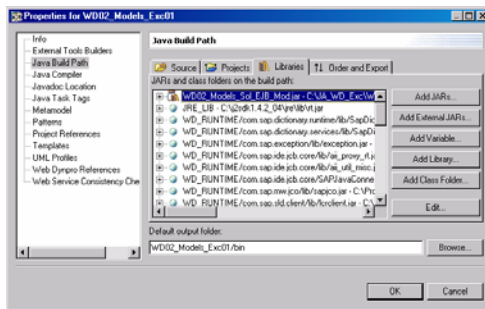 Properties for WD02_Models_Exc01
Info
External Tools Builders
Java Build Path
Java Compiler
Javadoc Location
Java Task Tags
Metamodel
Patterns
Project References
Templates
UML Profiles
Web Dynpro References
Web Service Consistency Che
Java Build Path
Source
Projects
Libraries
Order and Export
JARs and class folders on the build path:
WD02_Models_Sol_EJB_Mod.jar - C:\JA_WD_Exc\W
JRE_LIB - C:\j2sdk1.4.2_04\jre\lib\rt.jar
WD_RUNTIME/com.sap.dictionary.runtime/lib/SapDic
WD_RUNTIME/com.sap.dictionary.services/lib/SapDi
WD_RUNTIME/com.sap.exception/lib/exception.jar -
WD_RUNTIME/com.sap.ide.jcb.core/lib/aii_proxy_rt.jc
WD_RUNTIME/com.sap.ide.jcb.core/lib/aii_util_misc.j
WD_RUNTIME/com.sap.ide.jcb.core/SAPJavaConne
WD_RUNTIME/com.sap.mw.jco/lib/sapjco.jar - C:\Pro
WD_RUNTIME/com.sap.sld.client/lib/lcrclient.jar - C:\
Add JARs...
Add External JARs...
Add Variable...
Add Library...
Add Class Folder...
Edit...
Default output folder:
WD02_Models_Exc01/bin
Browse...
OK
Cancel